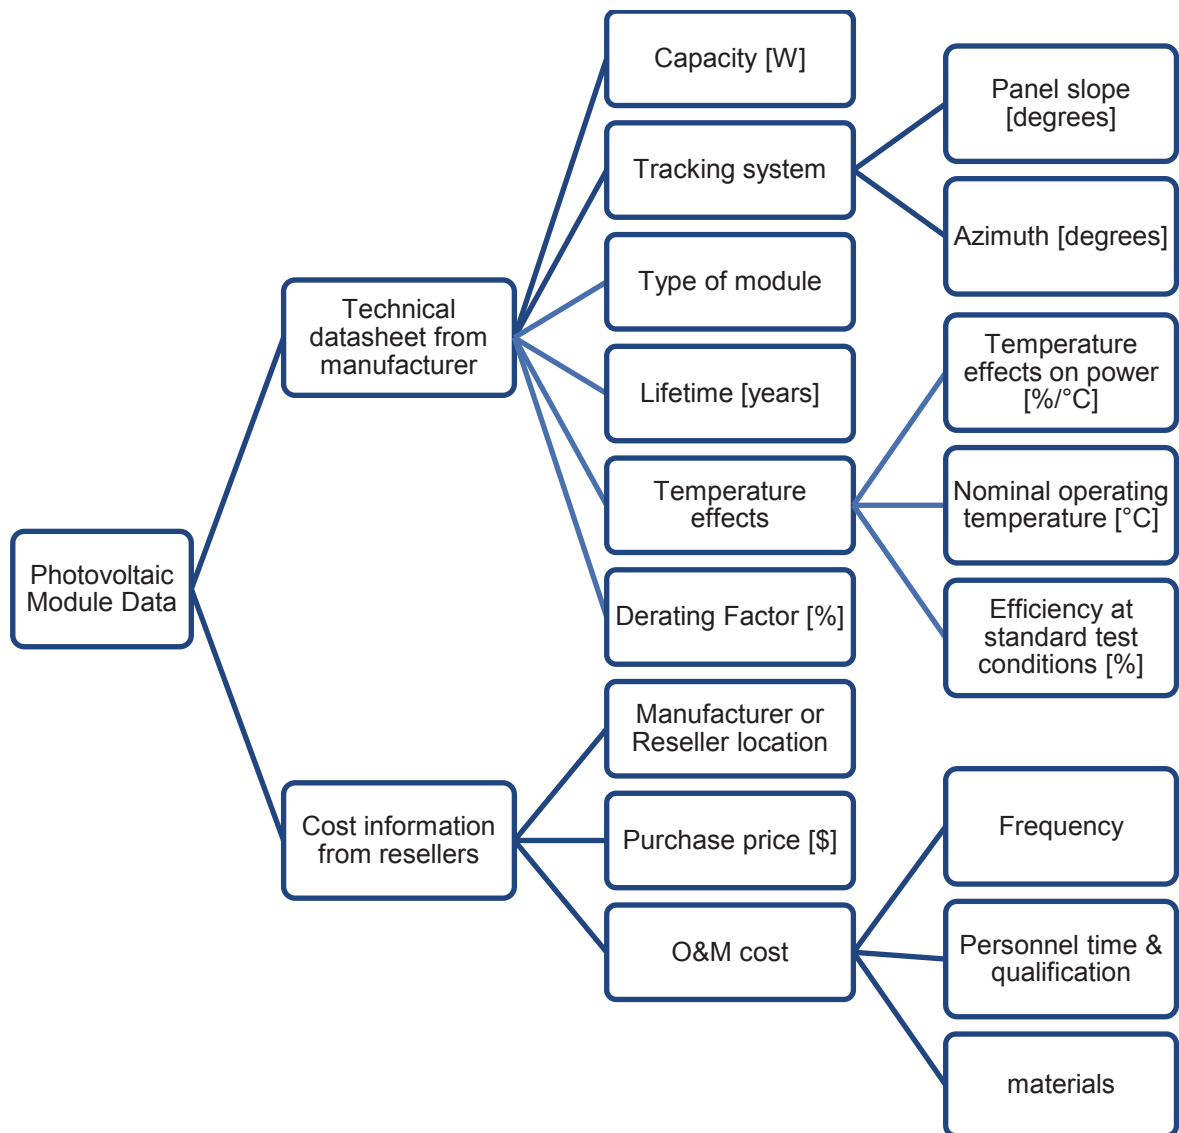 Photovoltaic
Module Data
Technical
datasheet from
manufacturer
Cost information
from resellers
Capacity [W]
Tracking system
Type of module
Lifetime [years]
Temperature
effects
Derating Factor [%]
Manufacturer or
Reseller location
Purchase price [$]
O&M cost
Panel slope
[degrees]
Azimuth [degrees]
Temperature
effects on power
[%/°C]
Nominal operating
temperature [°C]
Efficiency at
standard test
conditions [%]
Frequency
Personnel time &
qualification
materials